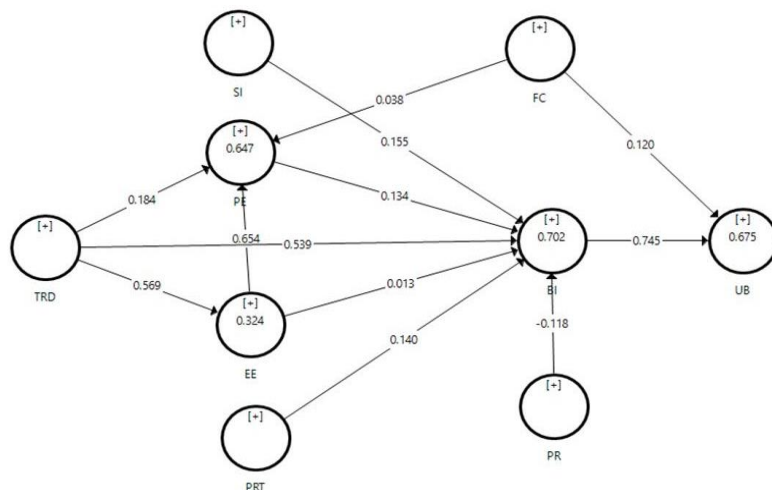 [+]
SI
[+]
FC
0.038
[+]
0.647
PE
0.155
0.120
0.184
0.134
[+]
TRD
0.654
0.539
[+]
0.702
BI
0.745
[+]
0.675
UB
0.569
0.013
[+]
0.324
EE
-0.118
0.140
[+]
PRT
[+]
PR